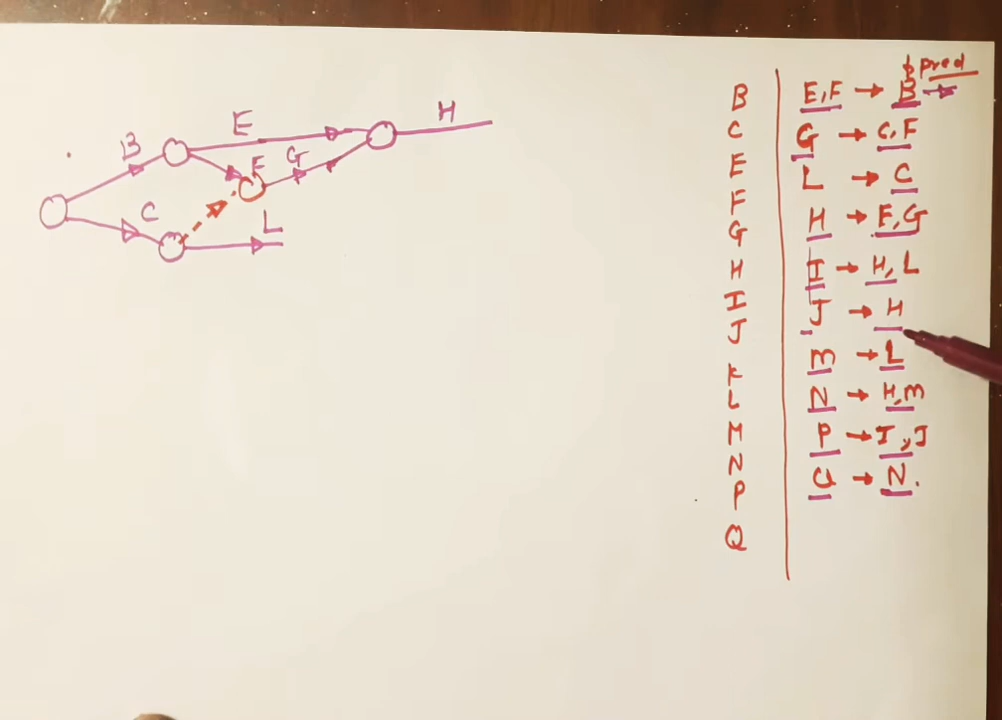 B
E
F
G
H
C
L
↓ Pred
B
C
E
F
G
H
I
J
K
L
M
N
P
Q
E,F → B
G → C,F
L → C
H → E,G
I → H, L
J → H
M → L
N → H,M
P → I,J
Q → N.